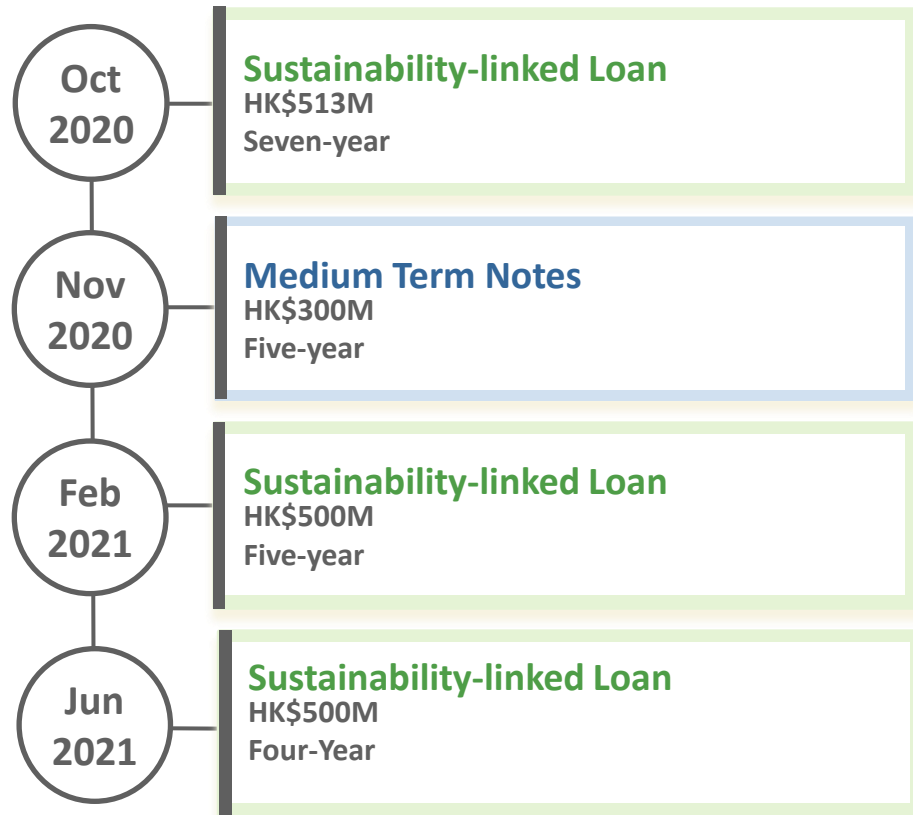 Oct
2020
Sustainability-linked Loan
HK$513M
Seven-year
Nov
2020
Medium Term Notes
HK$300M
Five-year
Feb
2021
Sustainability-linked Loan
HK$500M
Five-year
Jun
2021
Sustainability-linked Loan
HK$500M
Four-Year